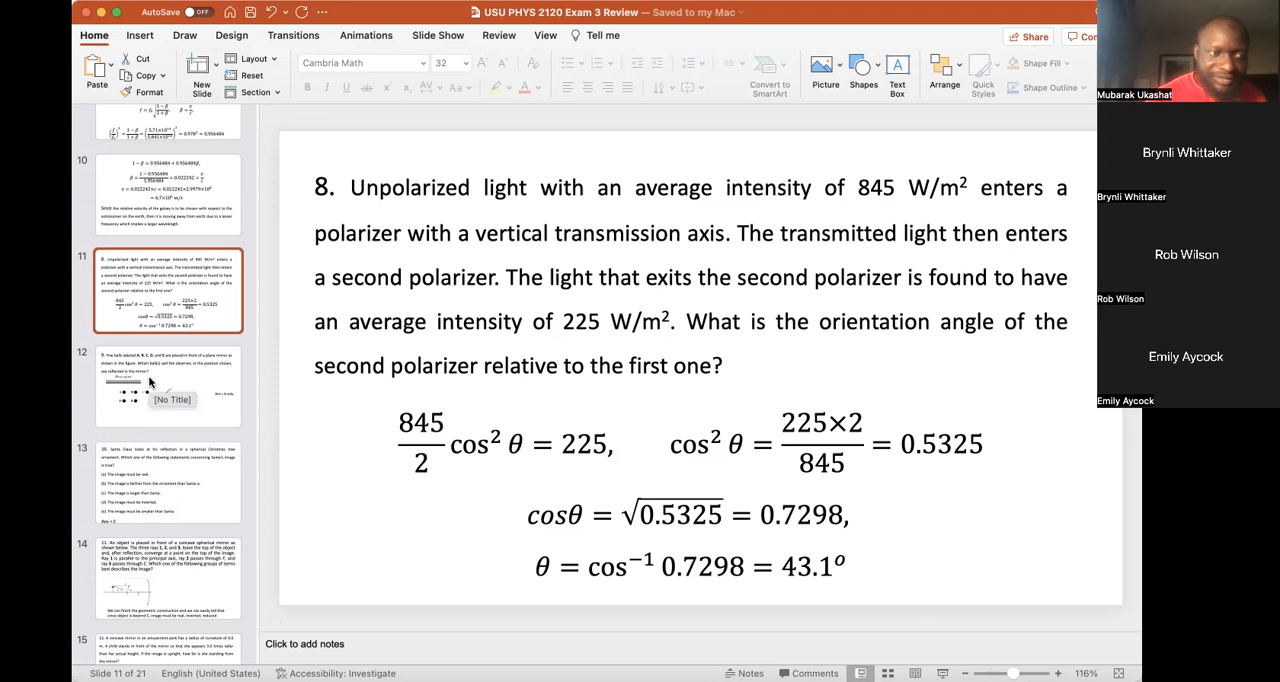 AutoSave OFF
USU PHYS 2120 Exam 3 Review — Saved to my Mac
Home Insert Draw Design Transitions Animations Slide Show Review View Tell me
Share
Paste
Cut
Copy
Format
New Slide
Layout
Reset
Section
Cambria Math 32
Convert to SmartArt
Picture
Shapes
Text Box
Arrange
Quick Styles
Shape Fill
Shape Outline
Mubarak Ukashat
Brynli Whittaker
Brynli Whittaker
Rob Wilson
Rob Wilson
Emily Aycock
Emily Aycock
10
11
12
[No Title]
13
14
15
8. Unpolarized light with an average intensity of 845 W/m² enters a
polarizer with a vertical transmission axis. The transmitted light then enters
a second polarizer. The light that exits the second polarizer is found to have
an average intensity of 225 W/m². What is the orientation angle of the
second polarizer relative to the first one?
845/2 cos² θ = 225, cos² θ = 225×2/845 = 0.5325
cosθ = √0.5325 = 0.7298,
θ = cos⁻¹ 0.7298 = 43.1º
Click to add notes
Slide 11 of 21 English (United States) Accessibility: Investigate Notes Comments 116%